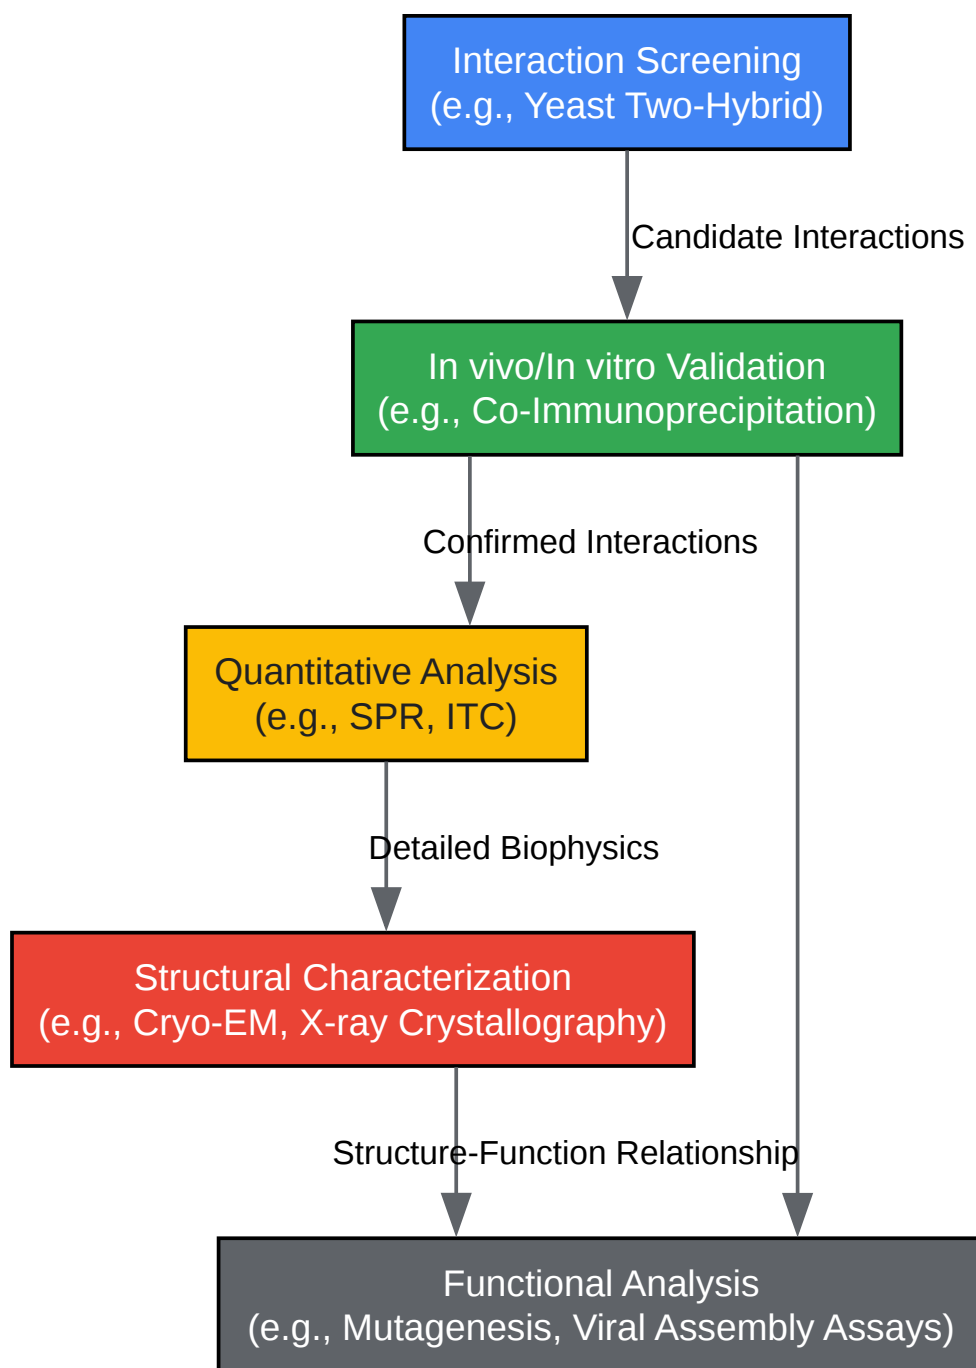 Interaction Screening
(e.g., Yeast Two-Hybrid)
Candidate Interactions
In vivo/In vitro Validation
(e.g., Co-Immunoprecipitation)
Confirmed Interactions
Quantitative Analysis
(e.g., SPR, ITC)
Detailed Biophysics
Structural Characterization
(e.g., Cryo-EM, X-ray Crystallography)
Structure-Function Relationship
Functional Analysis
(e.g., Mutagenesis, Viral Assembly Assays)